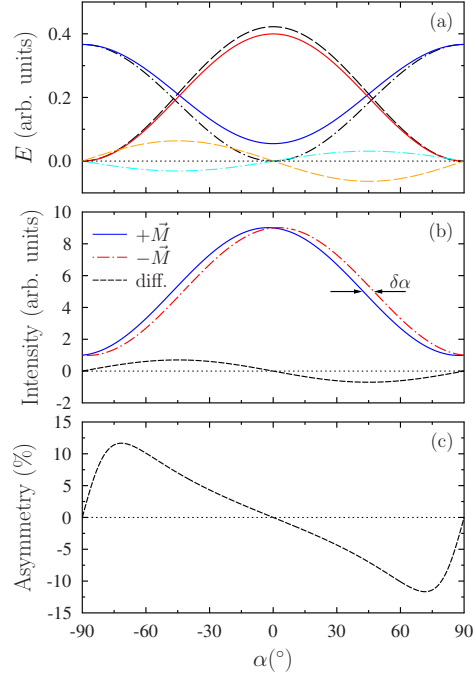 (a)
E (arb. units)
0.4
0.2
0.0
(b)
Intensity (arb. units)
10
8
6
4
2
0
-2
+M⃗
−M⃗
diff.
δα
(c)
Asymmetry (%)
15
10
5
0
-5
-10
-15
-90 -60 -30 0 30 60 90
α(°)